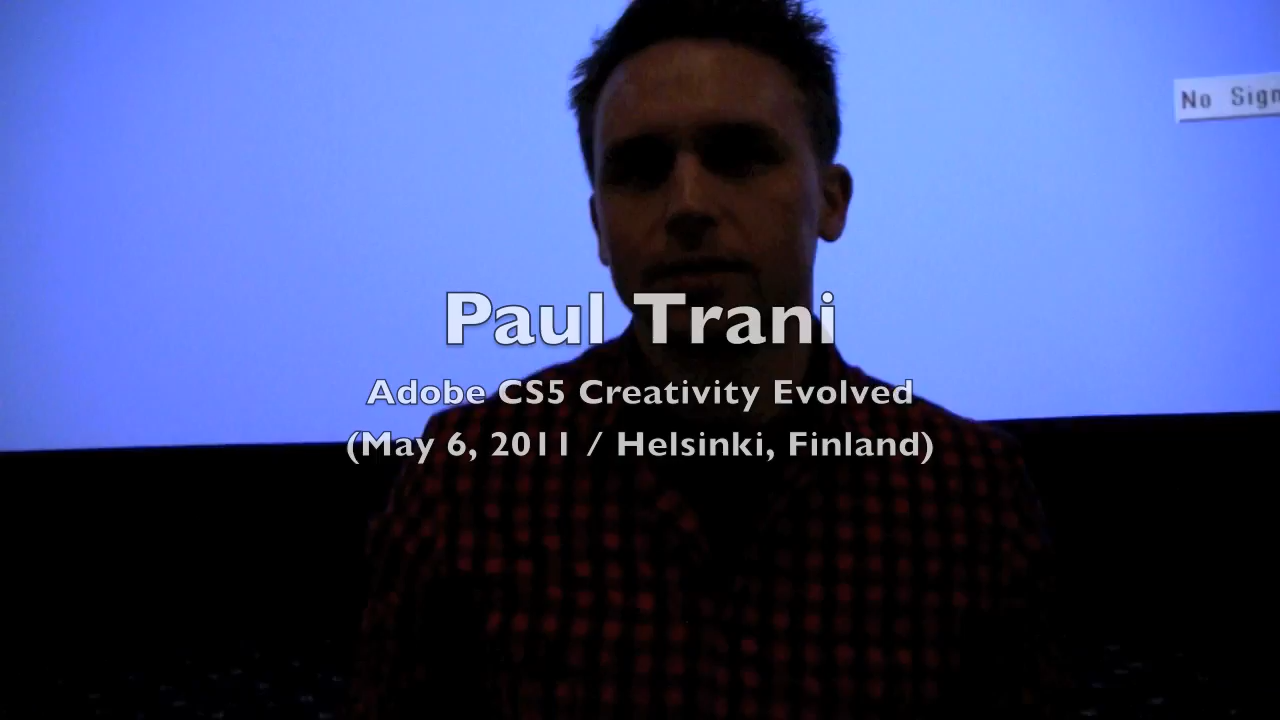 No Sign
Paul Trani
Adobe CS5 Creativity Evolved
(May 6, 2011 / Helsinki, Finland)